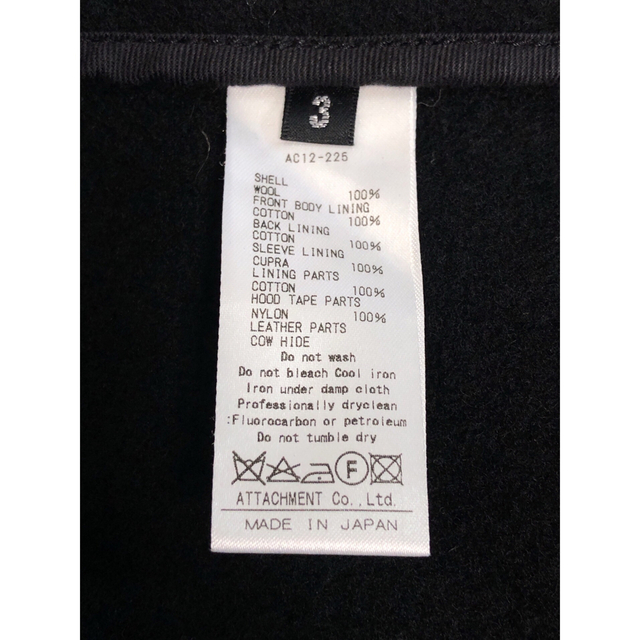 3
AC12-225
SHELL
WOOL 100%
FRONT BODY LINING
COTTON 100%
BACK LINING
COTTON 100%
SLEEVE LINING
CUPRA 100%
LINING PARTS
COTTON 100%
HOOD TAPE PARTS
NYLON 100%
LEATHER PARTS
COW HIDE
Do not wash
Do not bleach Cool iron
Iron under damp cloth
Professionally dryclean
:Fluorocarbon or petroleum
Do not tumble dry
F
ATTACHMENT Co.,Ltd.
MADE IN JAPAN